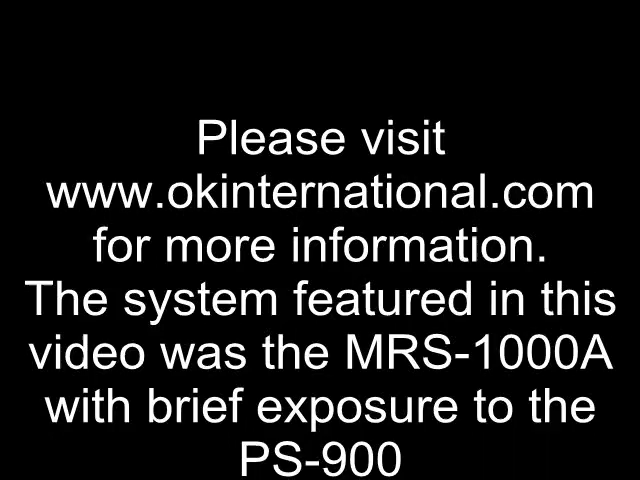 Please visit
www.okinternational.com
for more information.
The system featured in this
video was the MRS-1000A
with brief exposure to the
PS-900